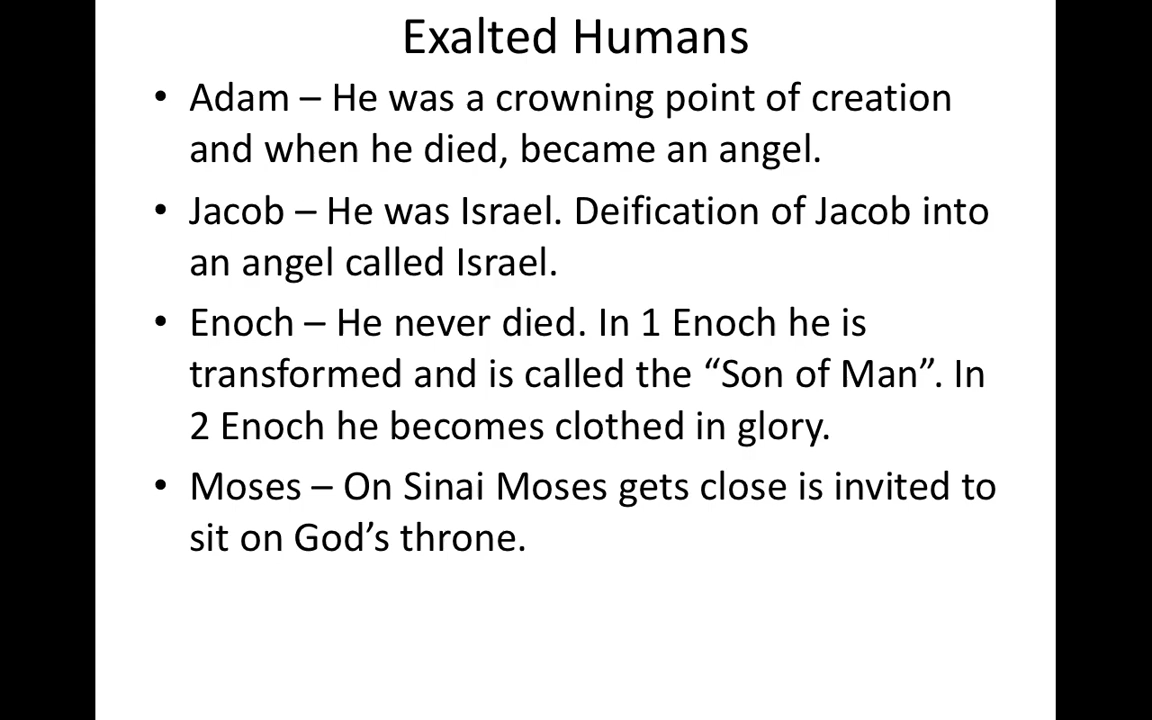 Exalted Humans
• Adam – He was a crowning point of creation
and when he died, became an angel.
• Jacob – He was Israel. Deification of Jacob into
an angel called Israel.
• Enoch – He never died. In 1 Enoch he is
transformed and is called the “Son of Man”. In
2 Enoch he becomes clothed in glory.
• Moses – On Sinai Moses gets close is invited to
sit on God’s throne.